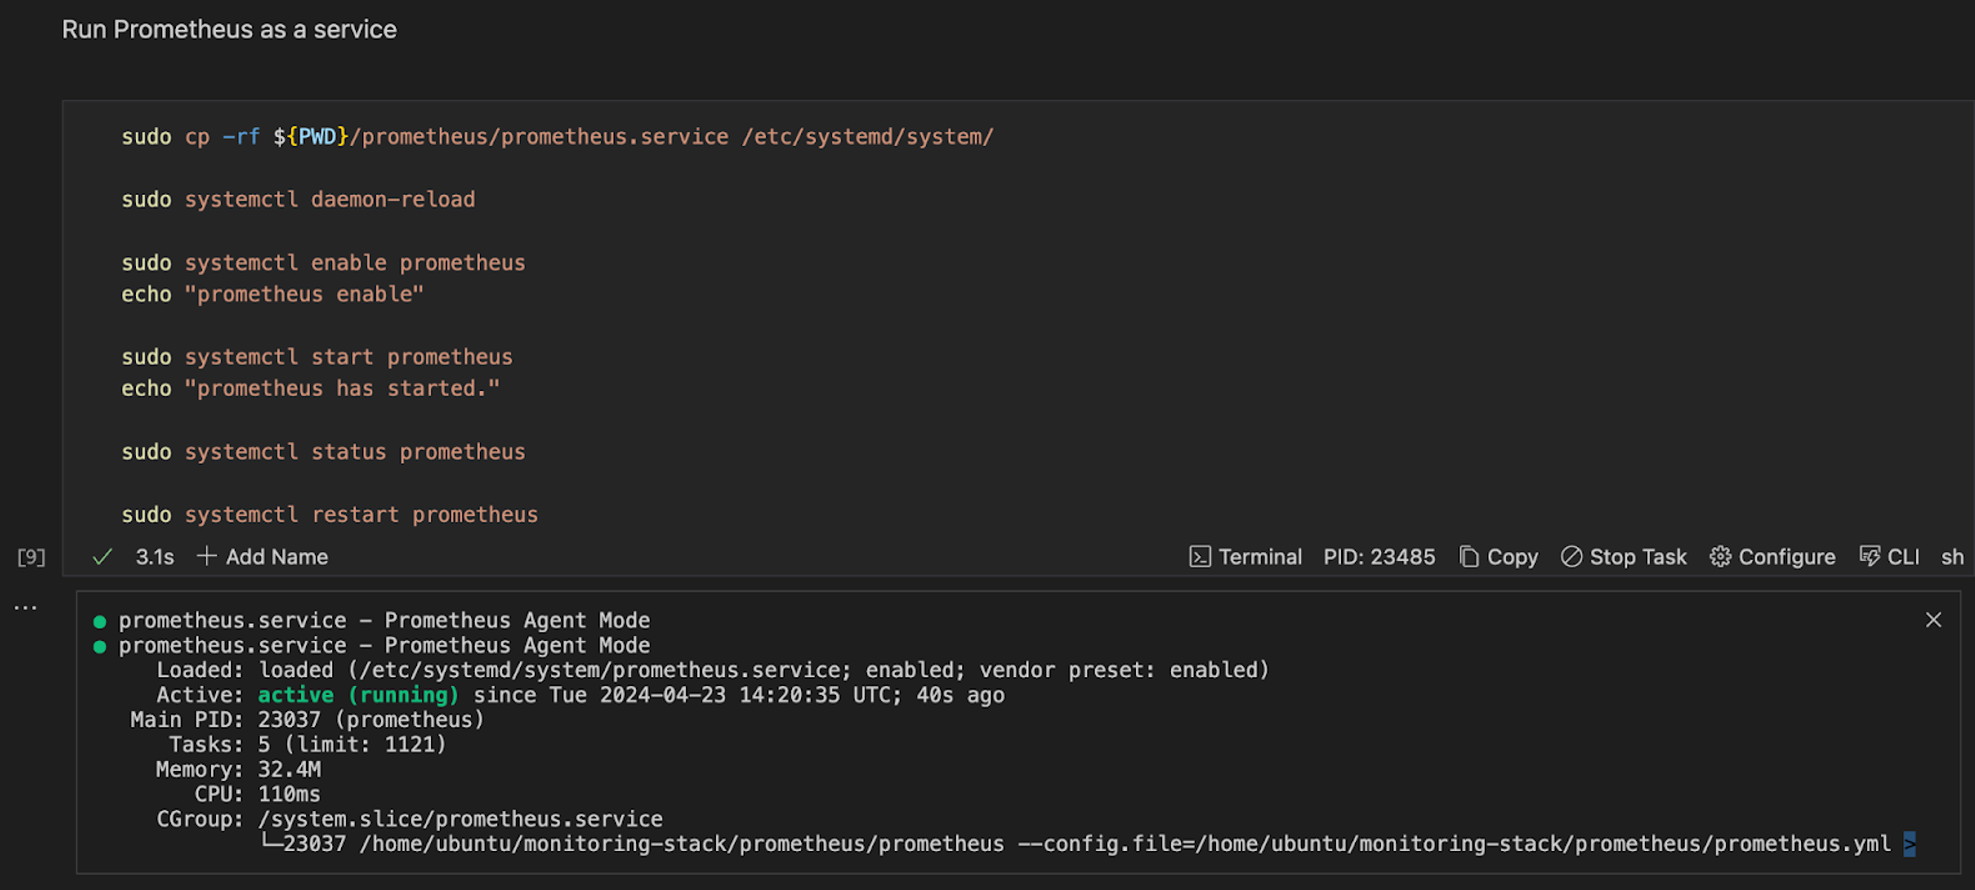 Run Prometheus as a service
sudo cp -rf ${PWD}/prometheus/prometheus.service /etc/systemd/system/
sudo systemctl daemon-reload
sudo systemctl enable prometheus
echo "prometheus enable"
sudo systemctl start prometheus
echo "prometheus has started."
sudo systemctl status prometheus
sudo systemctl restart prometheus
[9] 3.1s + Add Name Terminal PID: 23485 Copy Stop Task Configure CLI sh
...
● prometheus.service - Prometheus Agent Mode
● prometheus.service - Prometheus Agent Mode
Loaded: loaded (/etc/systemd/system/prometheus.service; enabled; vendor preset: enabled)
Active: active (running) since Tue 2024-04-23 14:20:35 UTC; 40s ago
Main PID: 23037 (prometheus)
Tasks: 5 (limit: 1121)
Memory: 32.4M
CPU: 110ms
CGroup: /system.slice/prometheus.service
└─23037 /home/ubuntu/monitoring-stack/prometheus/prometheus --config.file=/home/ubuntu/monitoring-stack/prometheus/prometheus.yml >